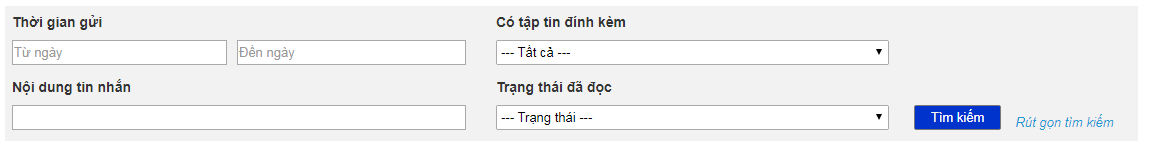 Thời gian gửi
Có tập tin đính kèm
Từ ngày
Đến ngày
--- Tất cả ---
Nội dung tin nhắn
Trạng thái đã đọc
--- Trạng thái ---
Tìm kiếm
Rút gọn tìm kiếm